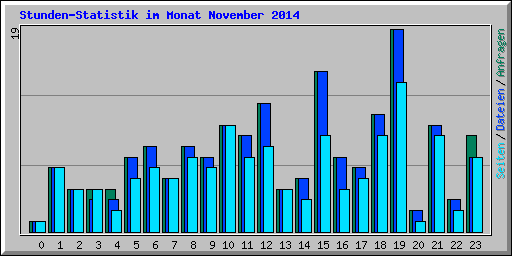 Stunden-Statistik im Monat November 2014
19
Seiten/Dateien/Anfragen
0 1 2 3 4 5 6 7 8 9 10 11 12 13 14 15 16 17 18 19 20 21 22 23